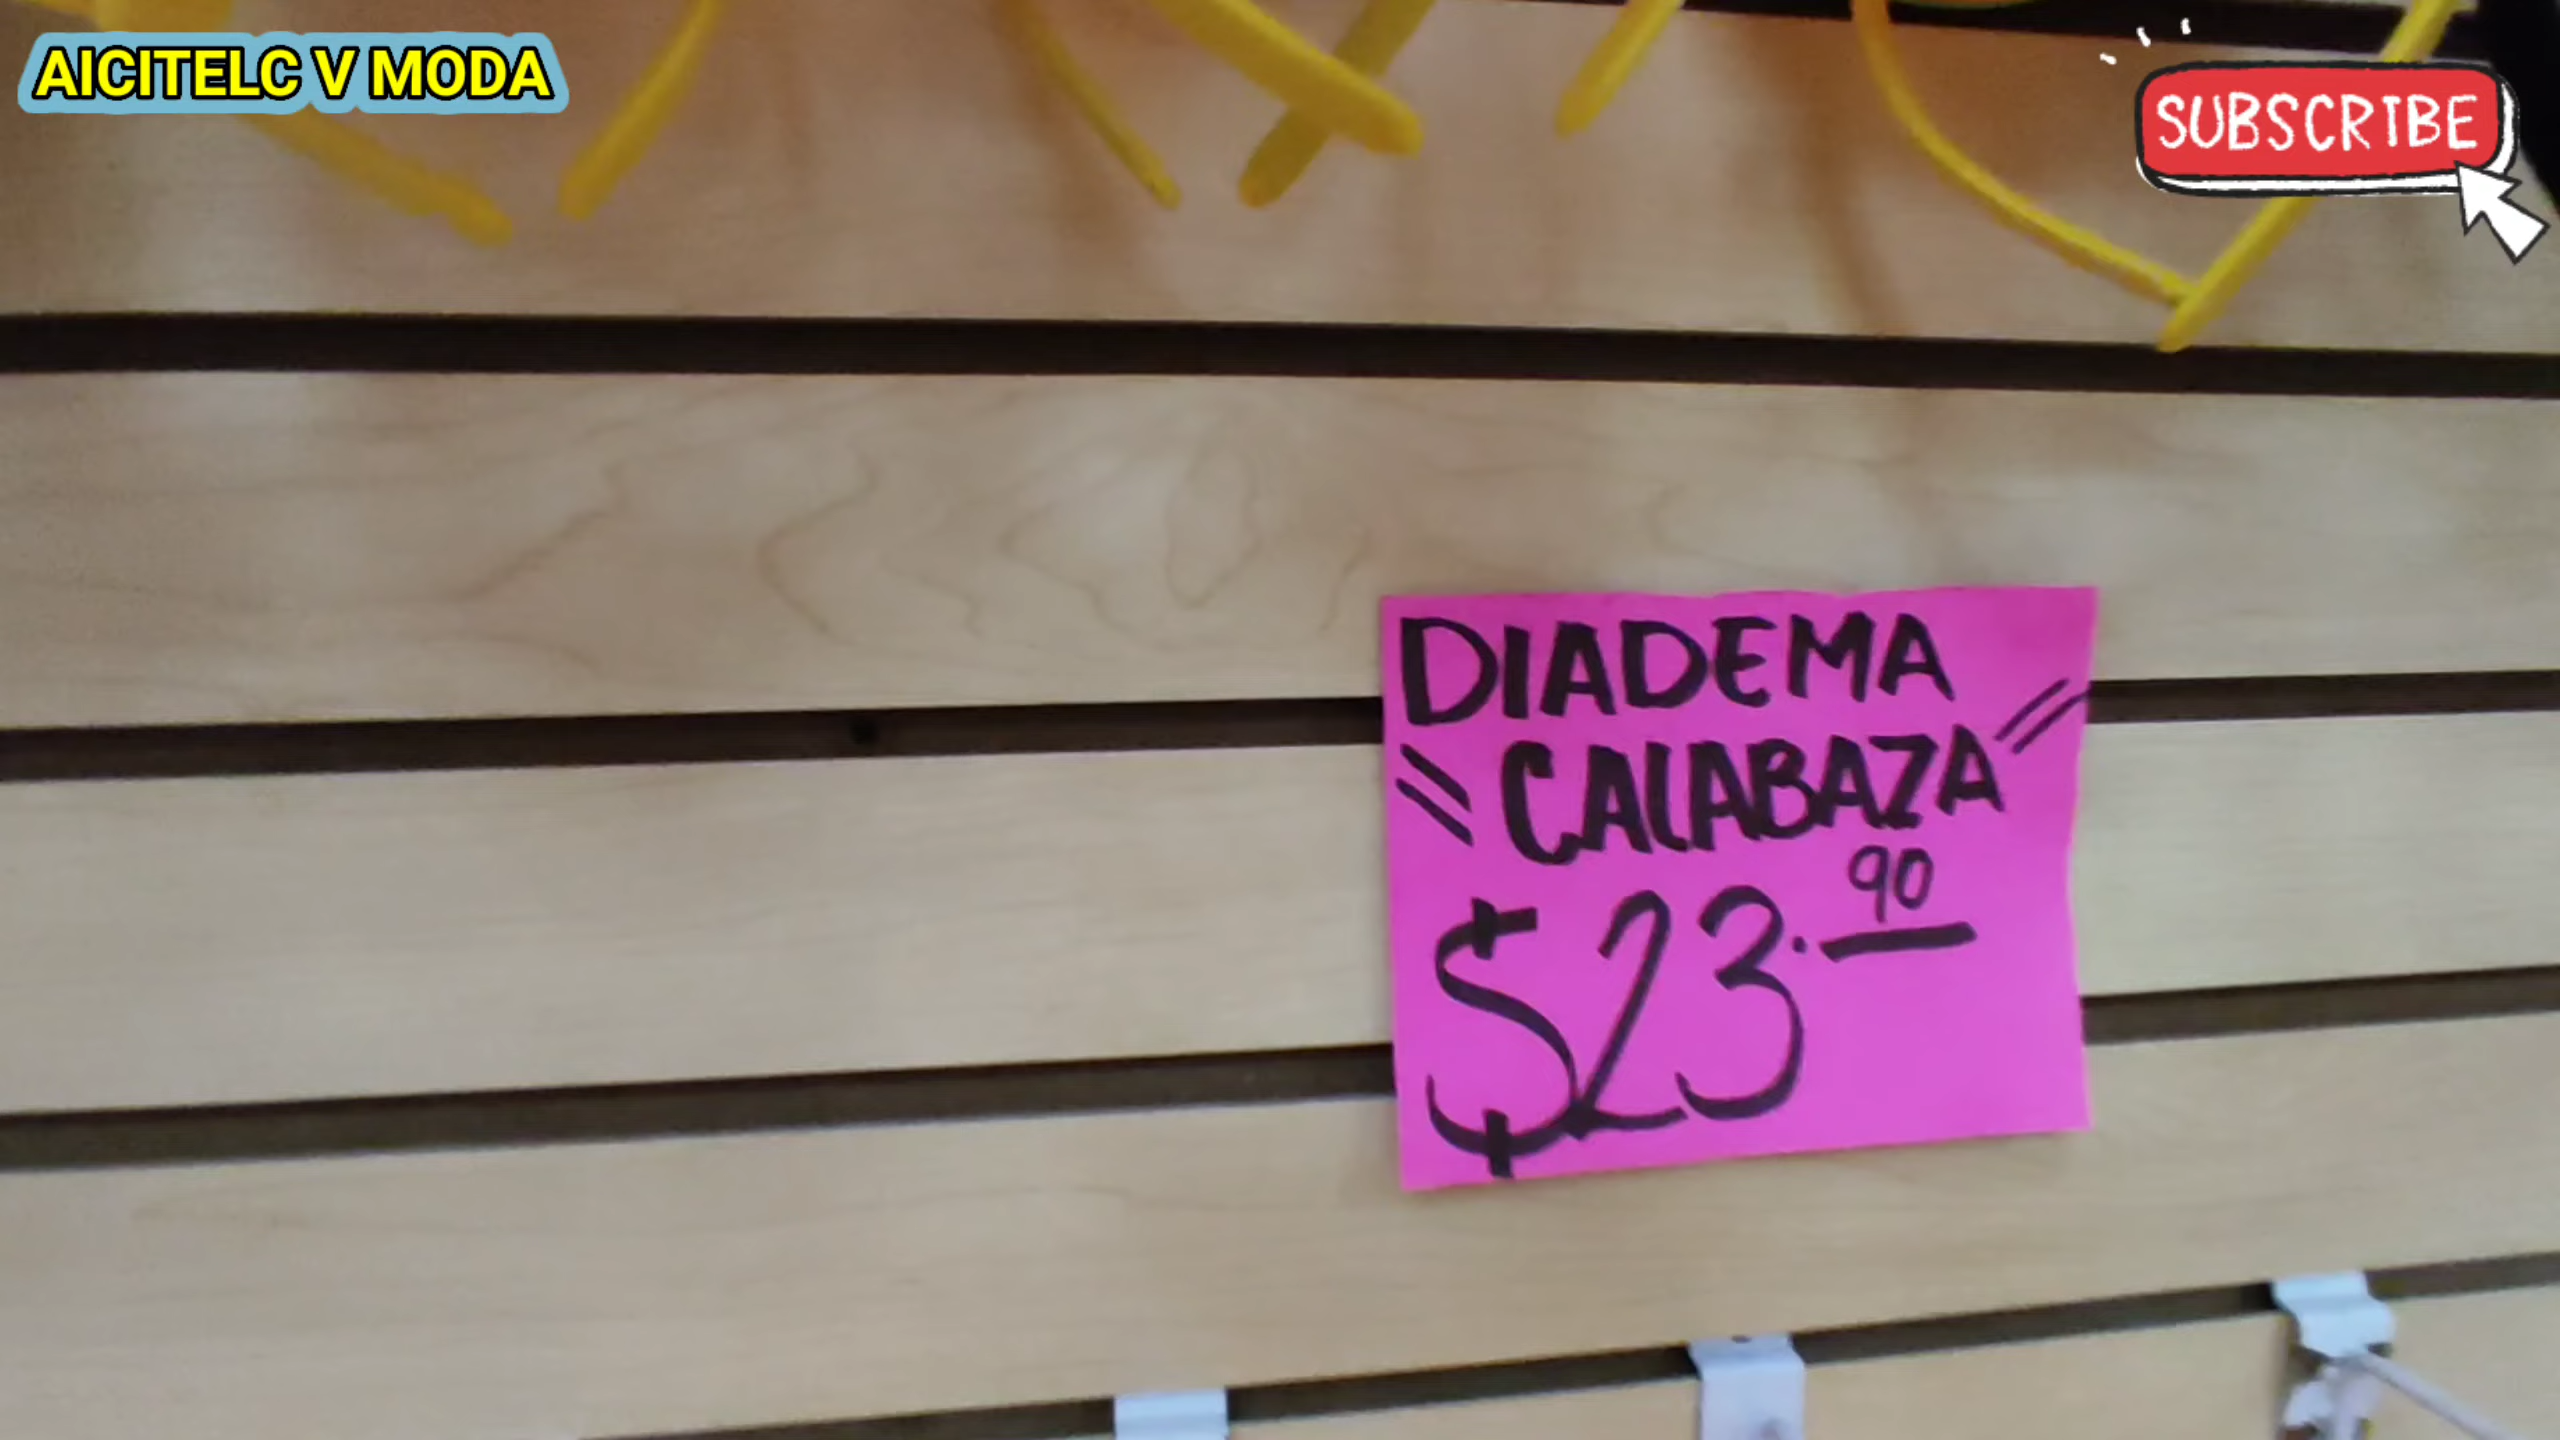 AICITELC V MODA
SUBSCRIBE
DIADEMA
"CALABAZA"
$23.90